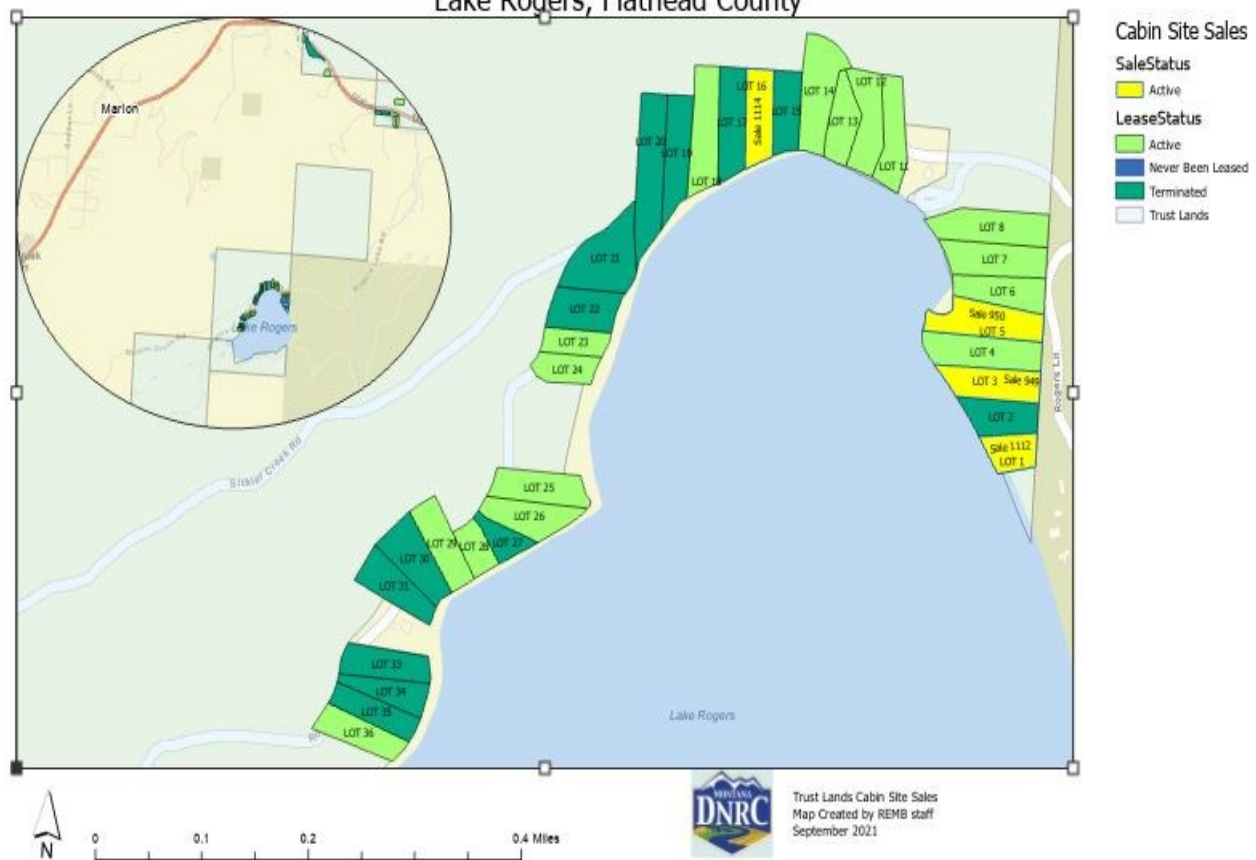 Lake Rogers, Flathead County
Marion
Lake Rogers
Cabin Site Sales
SaleStatus
Active
LeaseStatus
Active
Never Been Leased
Terminated
Trust Lands
LOT 20
LOT 19
LOT 18
LOT 17
LOT 16
Sale 1114
LOT 15
LOT 14
LOT 13
LOT 12
LOT 11
LOT 8
LOT 7
LOT 6
Sale 950
LOT 5
LOT 4
LOT 3 Sale 949
LOT 2
Sale 1112
LOT 1
Rogers Ln
LOT 21
LOT 22
LOT 23
LOT 24
LOT 25
LOT 26
LOT 27
LOT 28
LOT 29
LOT 30
LOT 31
LOT 33
LOT 34
LOT 35
LOT 36
Lake Rogers
N
0 0.1 0.2 0.4 Miles
MONTANA
DNRC
Trust Lands Cabin Site Sales
Map Created by REMB staff
September 2021